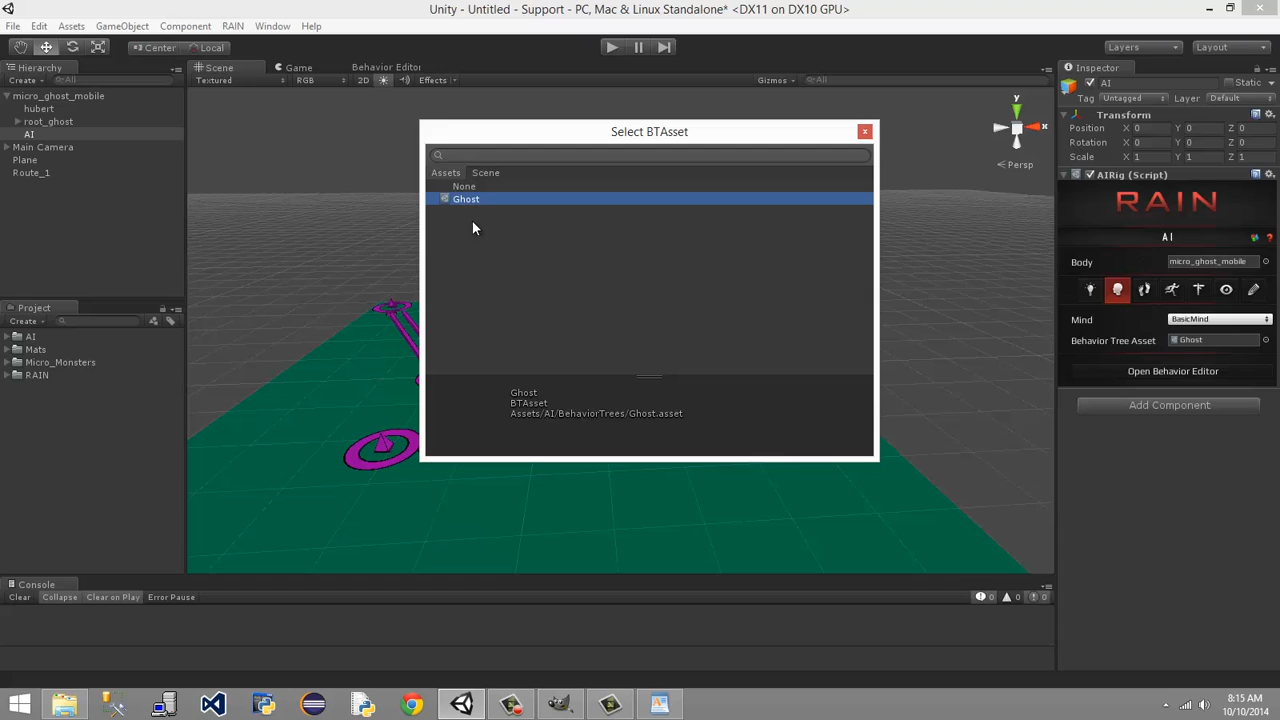 Unity - Untitled - Support - PC, Mac & Linux Standalone* <DX11 on DX10 GPU>
File Edit Assets GameObject Component RAIN Window Help
Center Local Layers Layout
Hierarchy
Create All
micro_ghost_mobile
hubert
root_ghost
AI
Main Camera
Plane
Route_1
Scene Game Behavior Editor
Textured RGB 2D Effects Gizmos All
y
x
Persp
Select BTAsset
Assets Scene
None
Ghost
Ghost
BTAsset
Assets/AI/BehaviorTrees/Ghost.asset
Inspector
AI Static
Tag Untagged Layer Default
Transform
Position X 0 Y 0 Z 0
Rotation X 0 Y 0 Z 0
Scale X 1 Y 1 Z 1
AIRig (Script)
RAIN
AI
Body micro_ghost_mobile
Mind BasicMind
Behavior Tree Asset Ghost
Open Behavior Editor
Add Component
Project
Create
AI
Mats
Micro_Monsters
RAIN
Console
Clear Collapse Clear on Play Error Pause 0 0 0
8:15 AM
10/10/2014